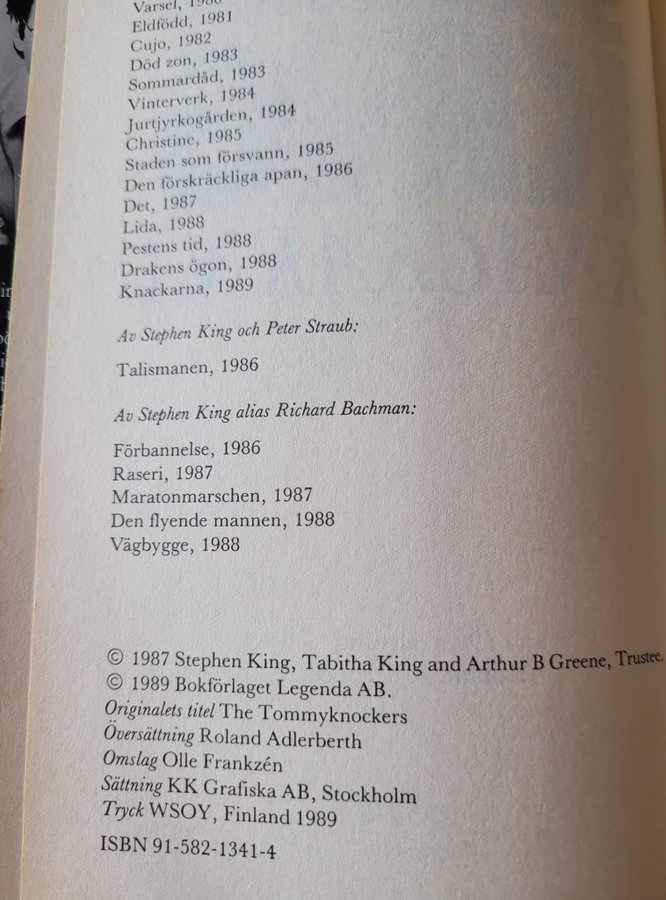 Varsel, 1980
Eldfödd, 1981
Cujo, 1982
Död zon, 1983
Sommardåd, 1983
Vinterverk, 1984
Jurtjyrkogården, 1984
Christine, 1985
Staden som försvann, 1985
Den förskräckliga apan, 1986
Det, 1987
Lida, 1988
Pestens tid, 1988
Drakens ögon, 1988
Knackarna, 1989
Av Stephen King och Peter Straub:
Talismanen, 1986
Av Stephen King alias Richard Bachman:
Förbannelse, 1986
Raseri, 1987
Maratonmarschen, 1987
Den flyende mannen, 1988
Vägbygge, 1988
© 1987 Stephen King, Tabitha King and Arthur B Greene, Trustee.
© 1989 Bokförlaget Legenda AB.
Originalets titel The Tommyknockers
Översättning Roland Adlerberth
Omslag Olle Frankzén
Sättning KK Grafiska AB, Stockholm
Tryck WSOY, Finland 1989
ISBN 91-582-1341-4